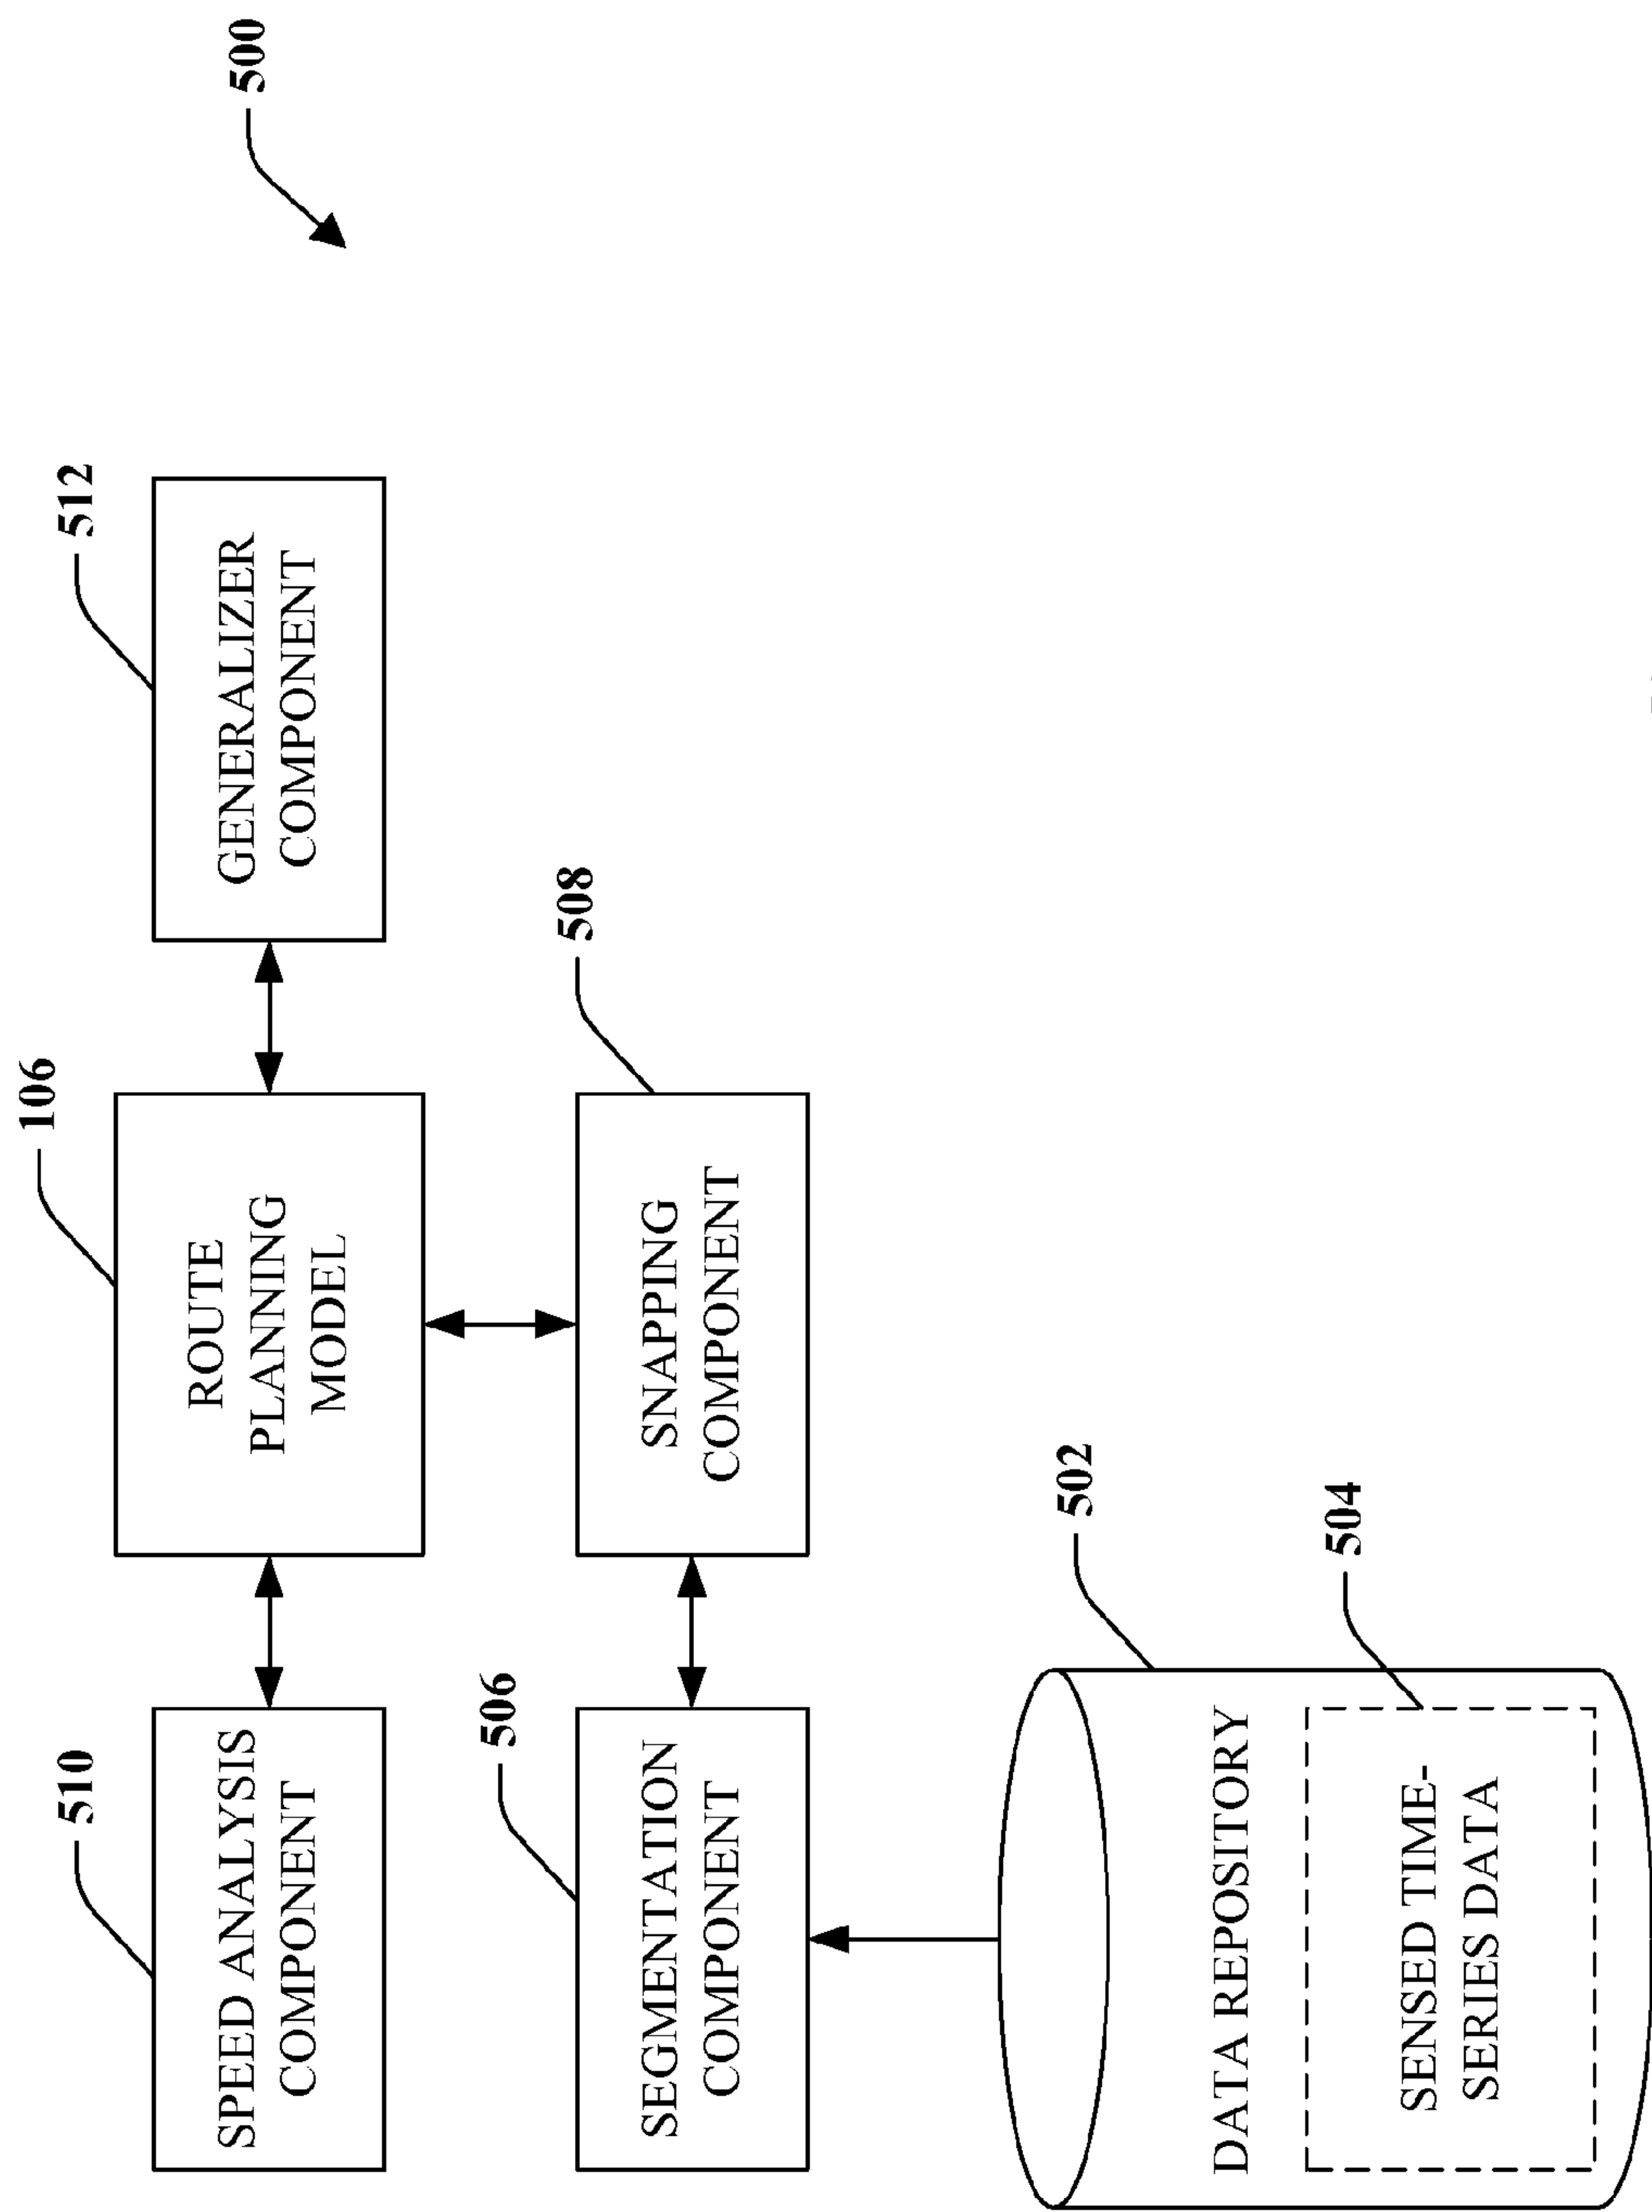 500
106
510
512
SPEED ANALYSIS
COMPONENT
ROUTE
PLANNING
MODEL
GENERALIZER
COMPONENT
506
508
SEGMENTATION
COMPONENT
SNAPPING
COMPONENT
502
DATA REPOSITORY
504
SENSED TIME-
SERIES DATA